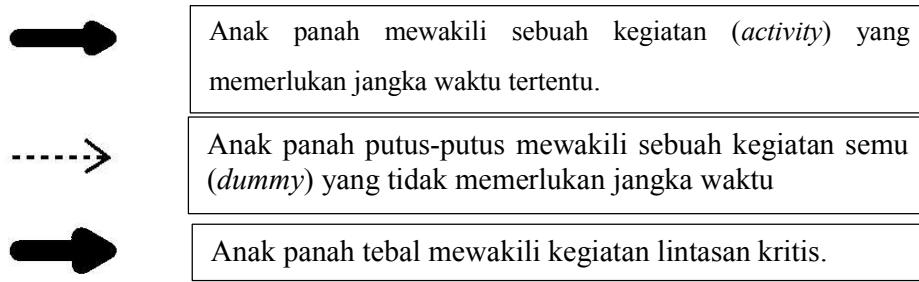 Anak panah mewakili sebuah kegiatan (activity) yang
memerlukan jangka waktu tertentu.
Anak panah putus-putus mewakili sebuah kegiatan semu
(dummy) yang tidak memerlukan jangka waktu
Anak panah tebal mewakili kegiatan lintasan kritis.